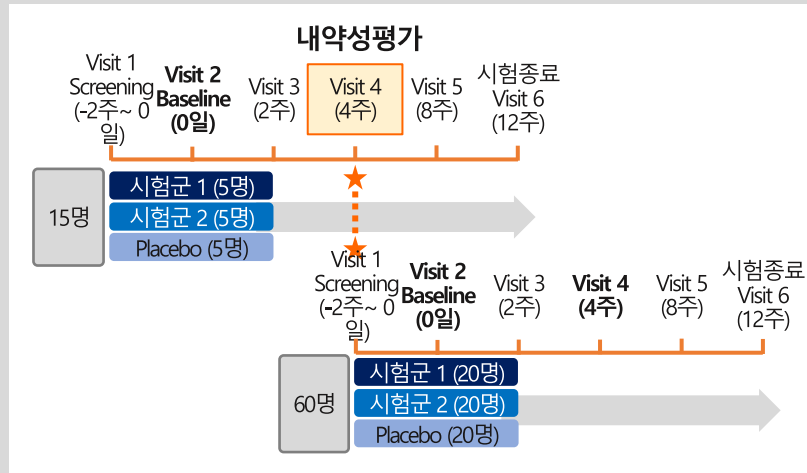 내약성평가
Visit 1
Screening
(-2주~ 0
일)
Visit 2
Baseline
(0일)
Visit 3
(2주)
Visit 4
(4주)
Visit 5
(8주)
시험종료
Visit 6
(12주)
15명
시험군 1 (5명)
시험군 2 (5명)
Placebo (5명)
Visit 1
Screening
(-2주~ 0
일)
Visit 2
Baseline
(0일)
Visit 3
(2주)
Visit 4
(4주)
Visit 5
(8주)
시험종료
Visit 6
(12주)
60명
시험군 1 (20명)
시험군 2 (20명)
Placebo (20명)